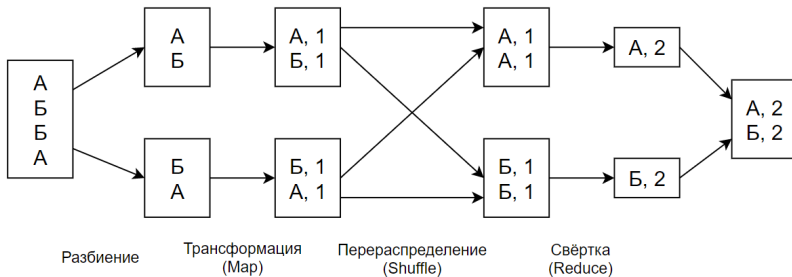 А
Б
Б
А
А
Б
Б
А
А, 1
Б, 1
Б, 1
А, 1
А, 1
А, 1
Б, 1
Б, 1
А, 2
Б, 2
А, 2
Б, 2
Разбиение
Трансформация
(Map)
Перераспределение
(Shuffle)
Свёртка
(Reduce)